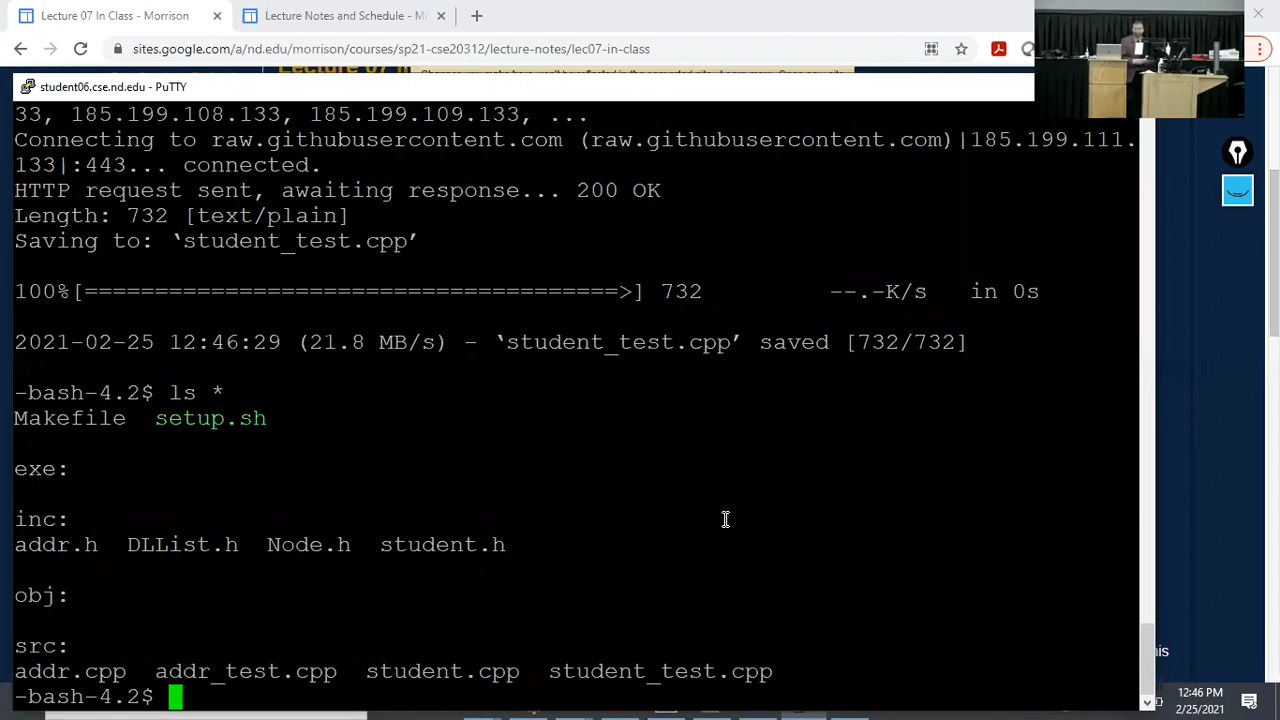 Lecture 07 In Class - Morrison
Lecture Notes and Schedule - M
sites.google.com/a/nd.edu/morrison/courses/sp21-cse20312/lecture-notes/lec07-in-class
student06.cse.nd.edu - PuTTY
33, 185.199.108.133, 185.199.109.133, ...
Connecting to raw.githubusercontent.com (raw.githubusercontent.com)|185.199.111.
133|:443... connected.
HTTP request sent, awaiting response... 200 OK
Length: 732 [text/plain]
Saving to: ‘student_test.cpp’
100%[======================================>] 732 --.-K/s in 0s
2021-02-25 12:46:29 (21.8 MB/s) - ‘student_test.cpp’ saved [732/732]
-bash-4.2$ ls *
Makefile setup.sh
exe:
inc:
addr.h DLList.h Node.h student.h
obj:
src:
addr.cpp addr_test.cpp student.cpp student_test.cpp
-bash-4.2$
his
12:46 PM
2/25/2021